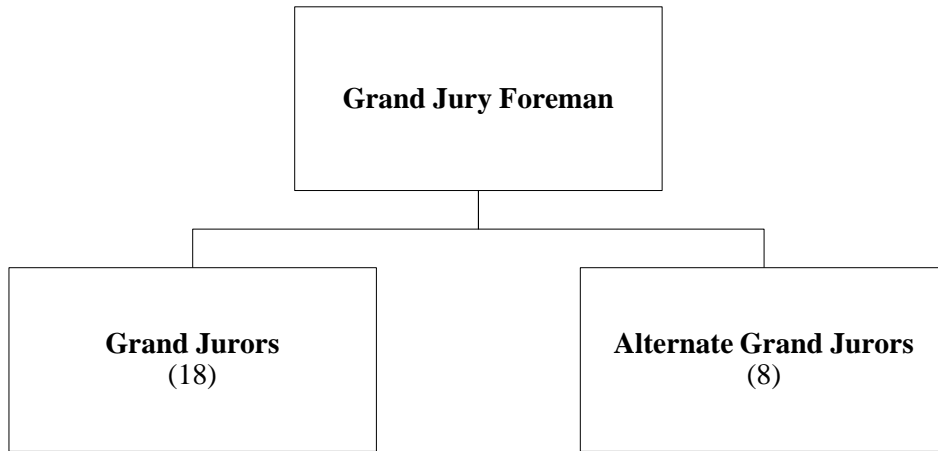 Grand Jury Foreman
Grand Jurors
(18)
Alternate Grand Jurors
(8)